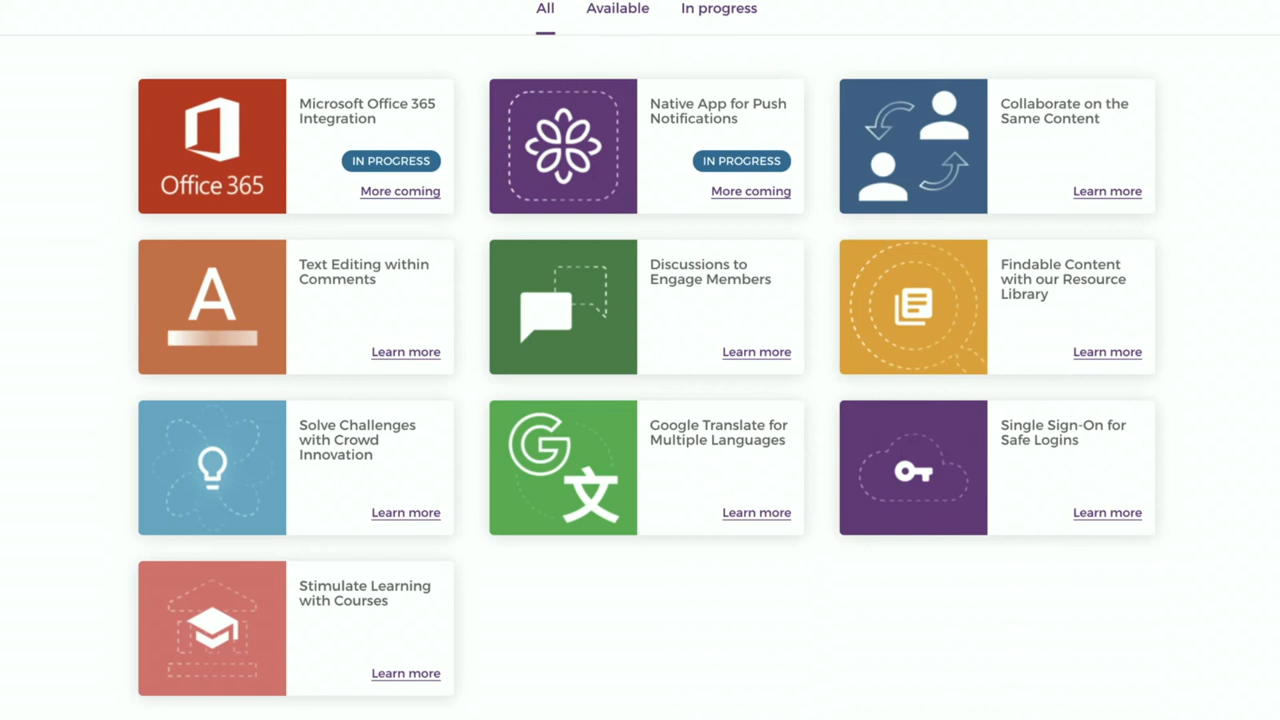 All
Available
In progress
Office 365
Microsoft Office 365
Integration
IN PROGRESS
More coming
Native App for Push
Notifications
IN PROGRESS
More coming
Collaborate on the
Same Content
Learn more
A
Text Editing within
Comments
Learn more
Discussions to
Engage Members
Learn more
Findable Content
with our Resource
Library
Learn more
Solve Challenges
with Crowd
Innovation
Learn more
G
文
Google Translate for
Multiple Languages
Learn more
Single Sign-On for
Safe Logins
Learn more
Stimulate Learning
with Courses
Learn more